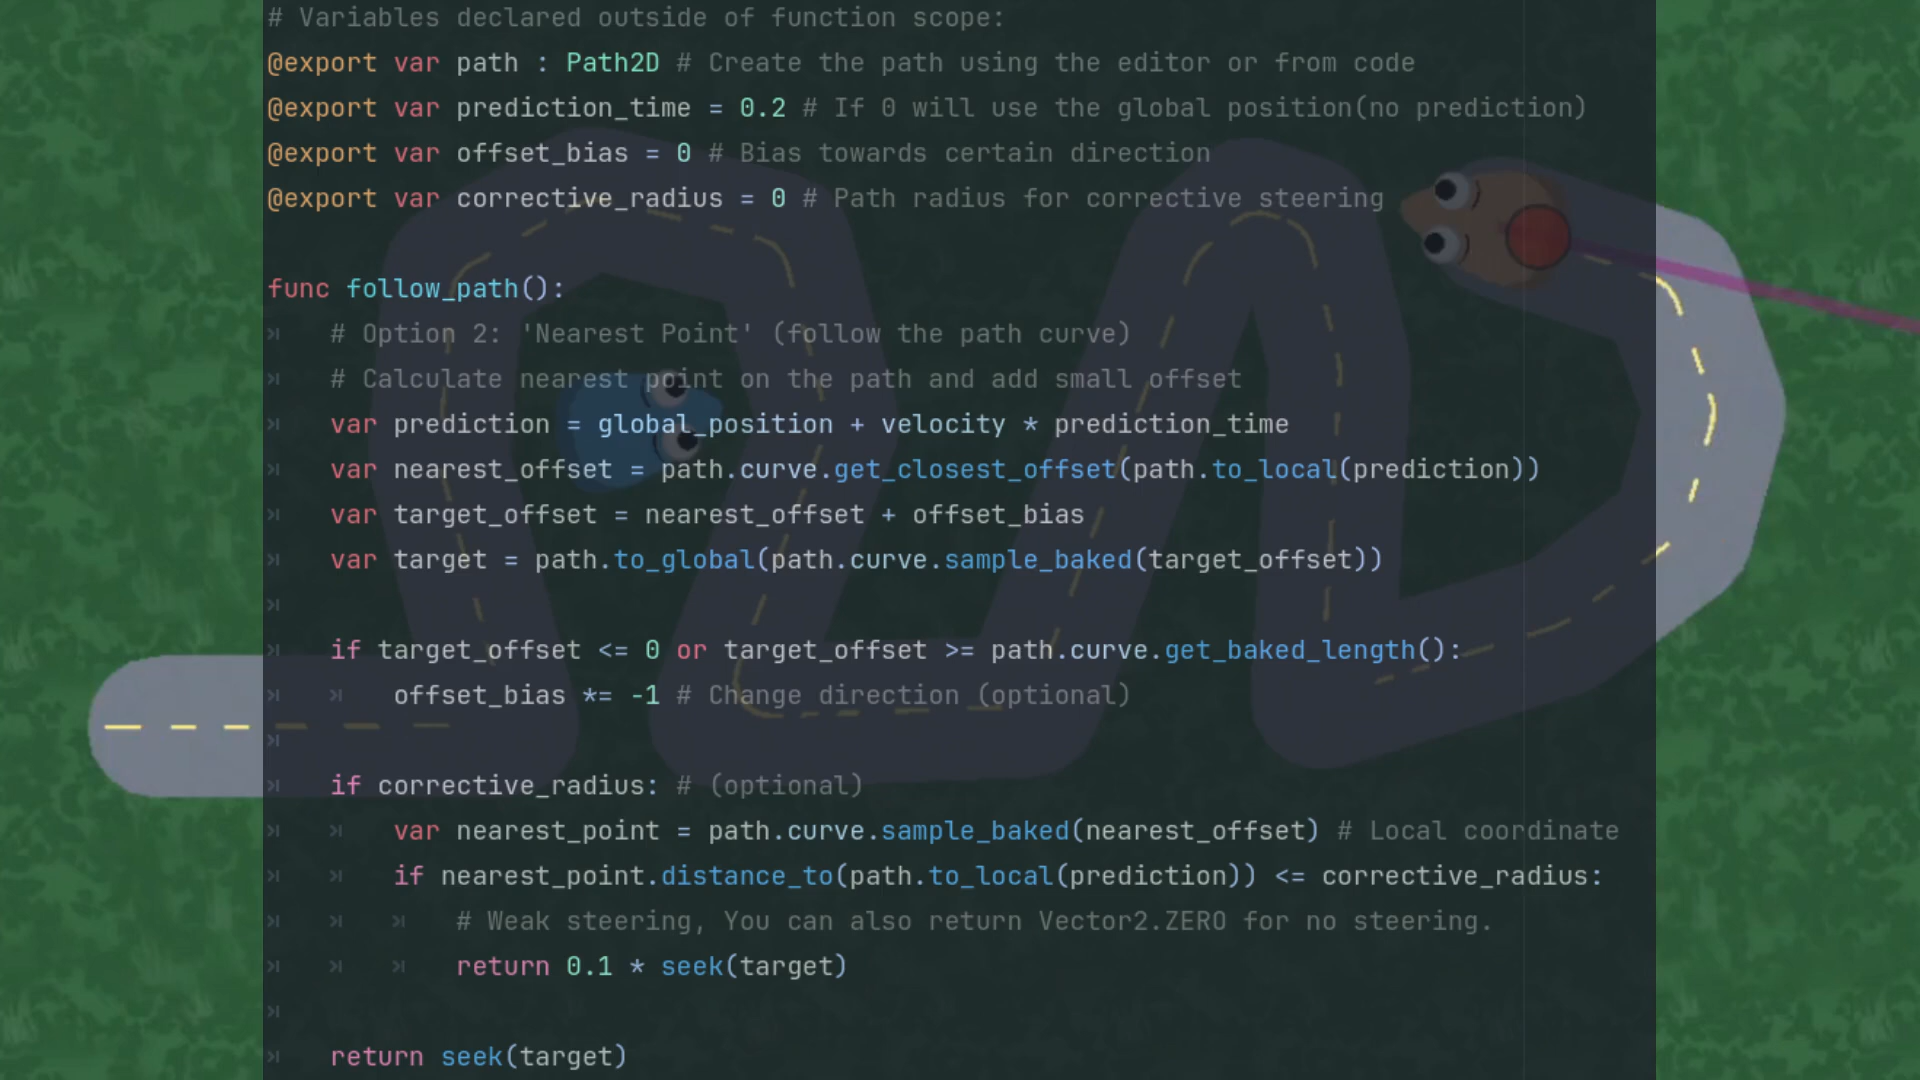 # Variables declared outside of function scope:
@export var path : Path2D # Create the path using the editor or from code
@export var prediction_time = 0.2 # If 0 will use the global position(no prediction)
@export var offset_bias = 0 # Bias towards certain direction
@export var corrective_radius = 0 # Path radius for corrective steering
func follow_path():
# Option 2: 'Nearest Point' (follow the path curve)
# Calculate nearest point on the path and add small offset
var prediction = global_position + velocity * prediction_time
var nearest_offset = path.curve.get_closest_offset(path.to_local(prediction))
var target_offset = nearest_offset + offset_bias
var target = path.to_global(path.curve.sample_baked(target_offset))
if target_offset <= 0 or target_offset >= path.curve.get_baked_length():
offset_bias *= -1 # Change direction (optional)
if corrective_radius: # (optional)
var nearest_point = path.curve.sample_baked(nearest_offset) # Local coordinate
if nearest_point.distance_to(path.to_local(prediction)) <= corrective_radius:
# Weak steering, You can also return Vector2.ZERO for no steering.
return 0.1 * seek(target)
return seek(target)